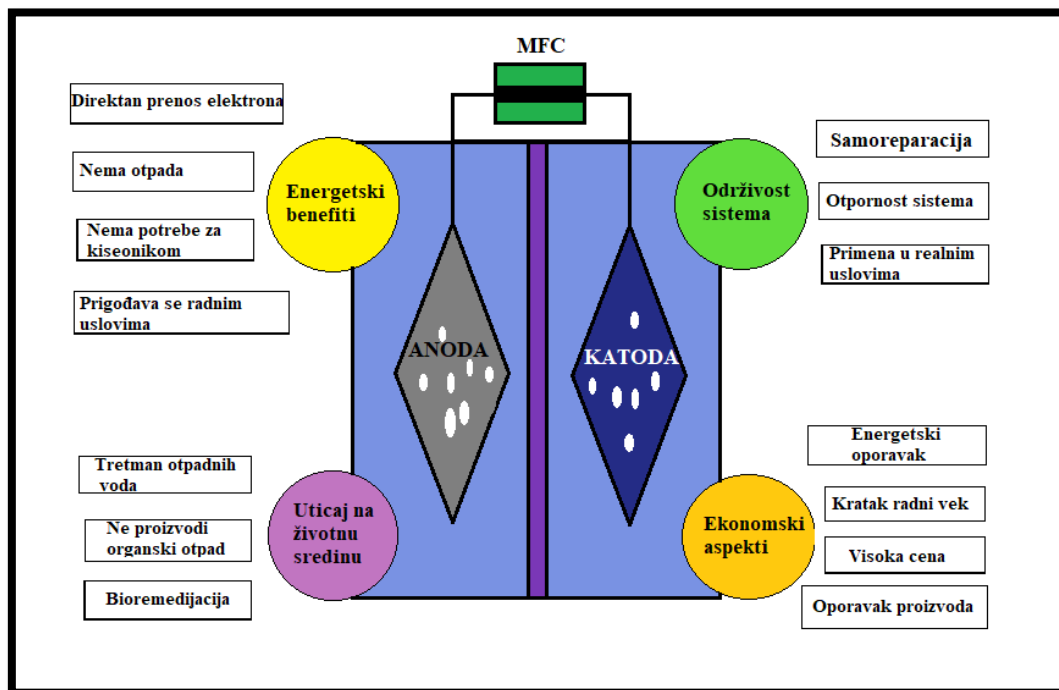 MFC
Direktan prenos elektrona
Nema otpada
Nema potrebe za
kiseonikom
Prigođava se radnim
uslovima
Energetski
benefiti
Održivost
sistema
Samoreparacija
Otpornost sistema
Primena u realnim
uslovima
ANODA
KATODA
Tretman otpadnih
voda
Ne proizvodi
organski otpad
Bioremedijacija
Uticaj na
životnu
sredinu
Ekonomski
aspekti
Energetski
oporavak
Kratak radni vek
Visoka cena
Oporavak proizvoda